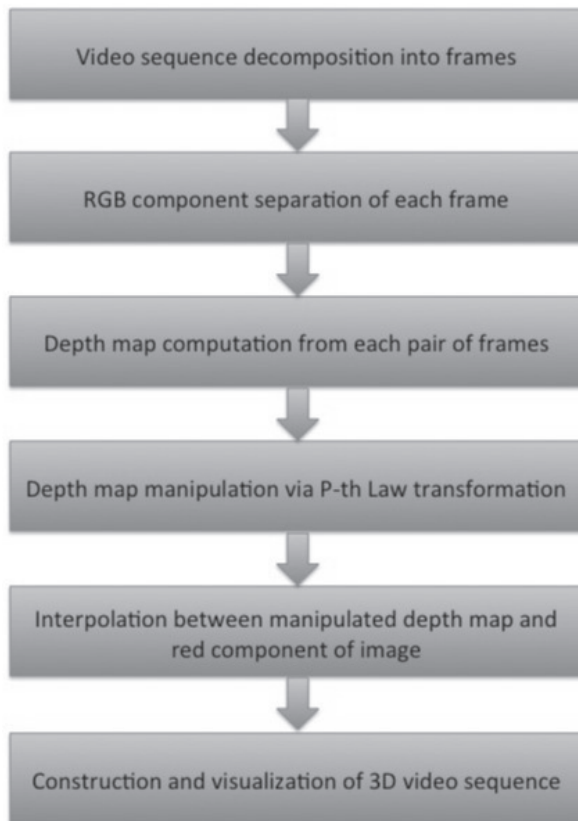 Video sequence decomposition into frames
RGB component separation of each frame
Depth map computation from each pair of frames
Depth map manipulation via P-th Law transformation
Interpolation between manipulated depth map and
red component of image
Construction and visualization of 3D video sequence